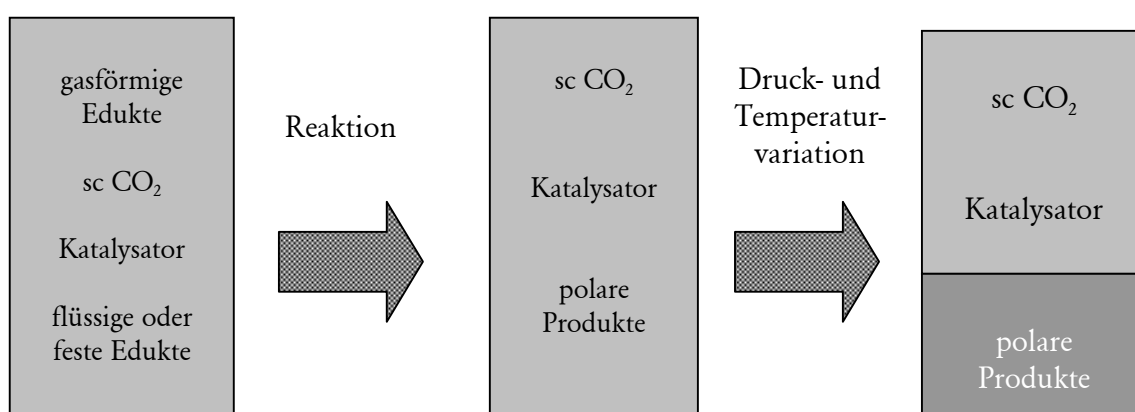 gasförmige
Edukte
sc CO₂
Katalysator
flüssige oder
feste Edukte
Reaktion
sc CO₂
Katalysator
polare
Produkte
Druck- und
Temperatur-
variation
sc CO₂
Katalysator
polare
Produkte